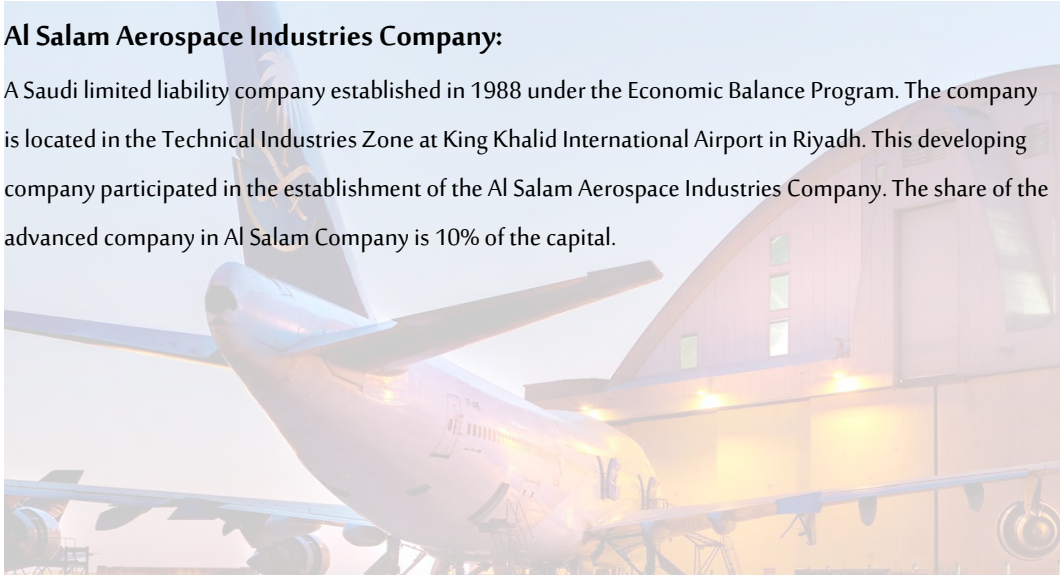 Al Salam Aerospace Industries Company:
A Saudi limited liability company established in 1988 under the Economic Balance Program. The company
is located in the Technical Industries Zone at King Khalid International Airport in Riyadh. This developing
company participated in the establishment of the Al Salam Aerospace Industries Company. The share of the
advanced company in Al Salam Company is 10% of the capital.